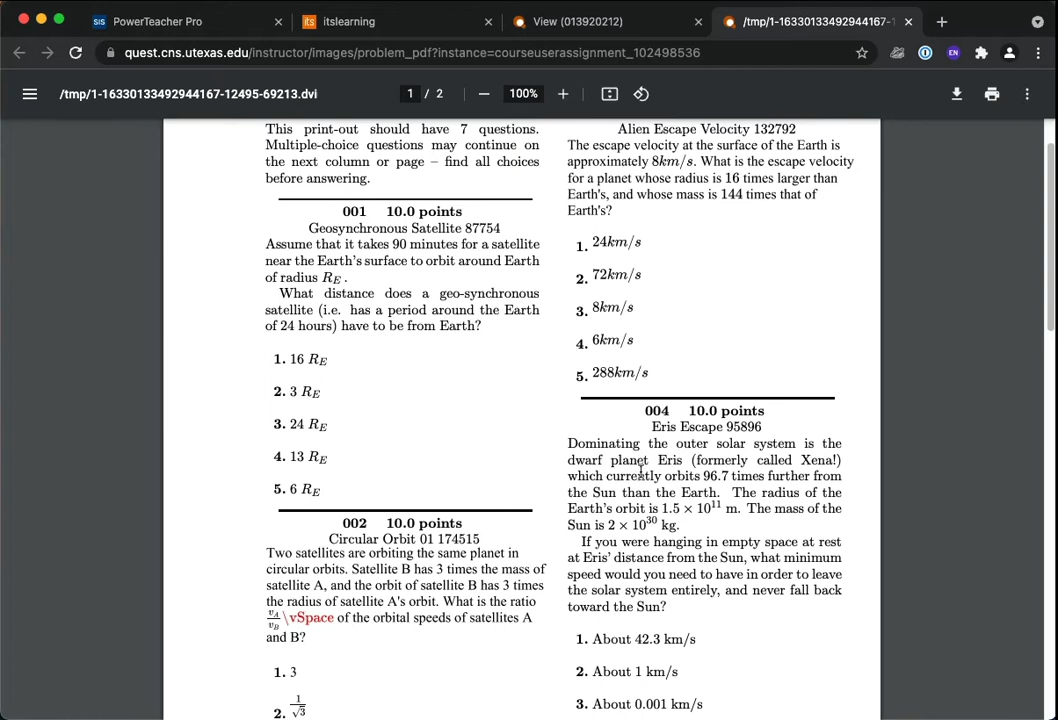 PowerTeacher Pro
itslearning
View (013920212)
/tmp/1-16330133492944167-1
quest.cns.utexas.edu/instructor/images/problem_pdf?instance=courseuserassignment_102498536
/tmp/1-16330133492944167-12495-69213.dvi
1 / 2
100%
This print-out should have 7 questions.
Multiple-choice questions may continue on
the next column or page – find all choices
before answering.
001 10.0 points
Geosynchronous Satellite 87754
Assume that it takes 90 minutes for a satellite
near the Earth's surface to orbit around Earth
of radius R_E .
What distance does a geo-synchronous
satellite (i.e. has a period around the Earth
of 24 hours) have to be from Earth?
1. 16 R_E
2. 3 R_E
3. 24 R_E
4. 13 R_E
5. 6 R_E
002 10.0 points
Circular Orbit 01 174515
Two satellites are orbiting the same planet in
circular orbits. Satellite B has 3 times the mass of
satellite A, and the orbit of satellite B has 3 times
the radius of satellite A's orbit. What is the ratio
v_A/v_B \vSpace of the orbital speeds of satellites A
and B?
1. 3
2. 1/√3
Alien Escape Velocity 132792
The escape velocity at the surface of the Earth is
approximately 8km/s. What is the escape velocity
for a planet whose radius is 16 times larger than
Earth's, and whose mass is 144 times that of
Earth's?
1. 24km/s
2. 72km/s
3. 8km/s
4. 6km/s
5. 288km/s
004 10.0 points
Eris Escape 95896
Dominating the outer solar system is the
dwarf planet Eris (formerly called Xena!)
which currently orbits 96.7 times further from
the Sun than the Earth. The radius of the
Earth's orbit is 1.5 × 10¹¹ m. The mass of the
Sun is 2 × 10³⁰ kg.
If you were hanging in empty space at rest
at Eris' distance from the Sun, what minimum
speed would you need to have in order to leave
the solar system entirely, and never fall back
toward the Sun?
1. About 42.3 km/s
2. About 1 km/s
3. About 0.001 km/s